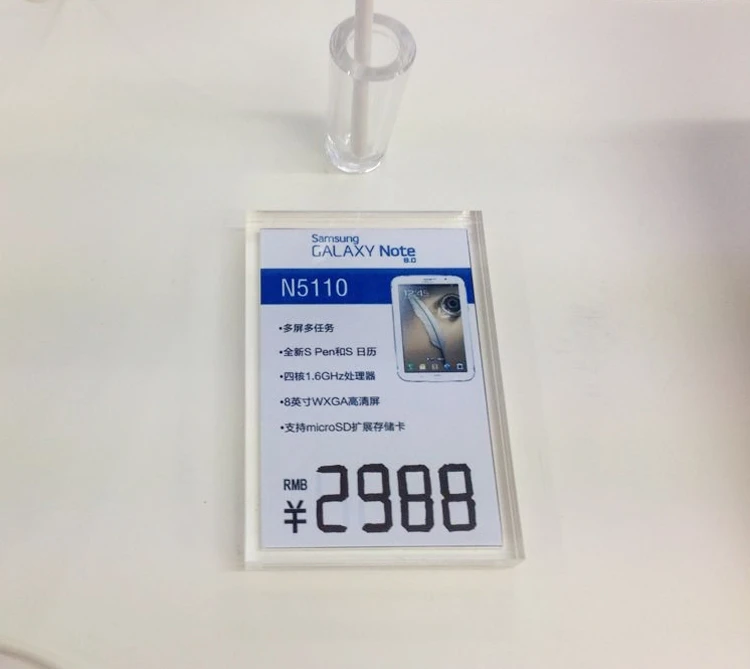 Samsung
GALAXY Note
8.0
N5110
12:45
•多屏多任务
•全新S Pen和S 日历
•四核1.6GHz处理器
•8英寸WXGA高清屏
•支持microSD扩展存储卡
RMB
¥2988